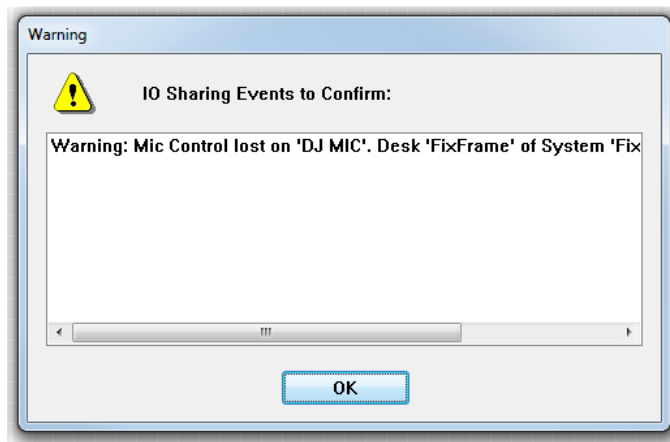 Warning
IO Sharing Events to Confirm:
Warning: Mic Control lost on 'DJ MIC'. Desk 'FixFrame' of System 'Fix
OK